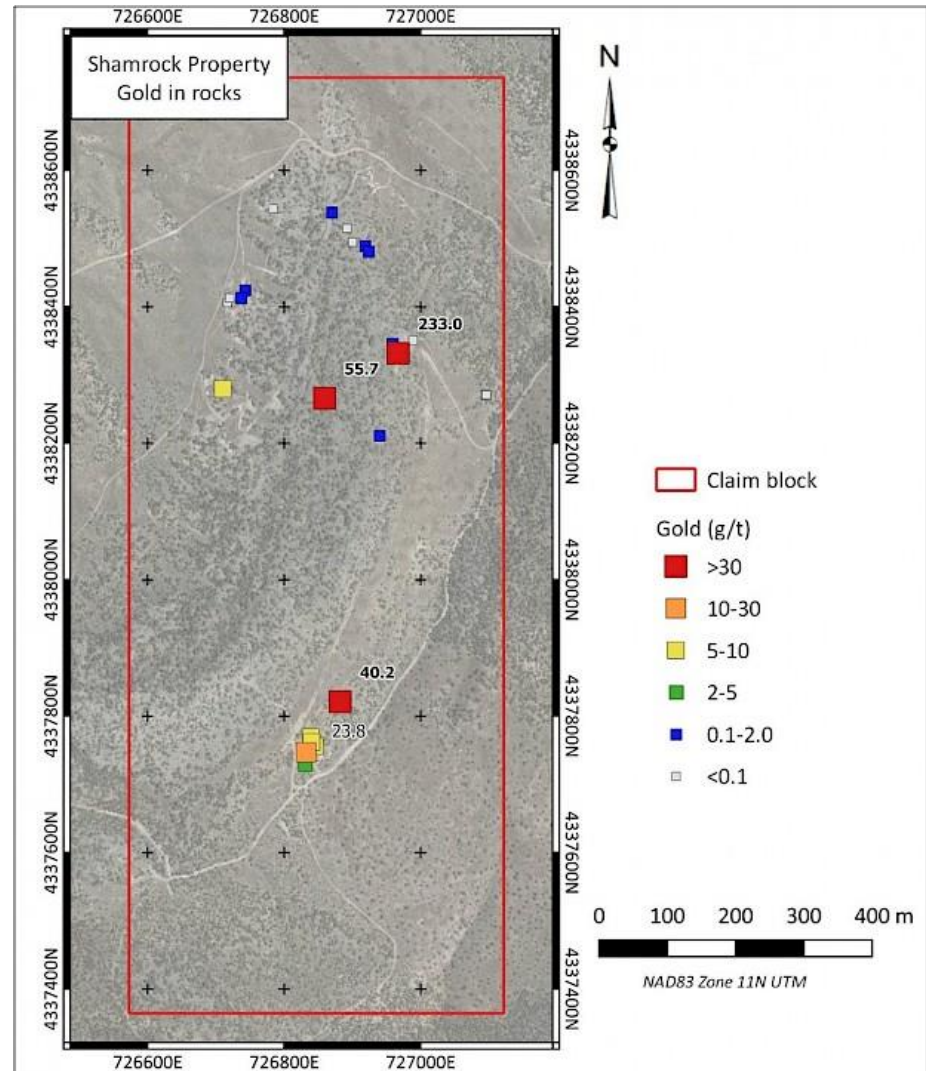 726600E
726800E
727000E
Shamrock Property
Gold in rocks
N
4338600N
4338600N
4338400N
4338400N
233.0
55.7
4338200N
4338200N
Claim block
Gold (g/t)
>30
4338000N
4338000N
10-30
5-10
40.2
2-5
4337800N
4337800N
23.8
0.1-2.0
<0.1
4337600N
4337600N
0 100 200 300 400 m
4337400N
4337400N
NAD83 Zone 11N UTM
726600E
726800E
727000E